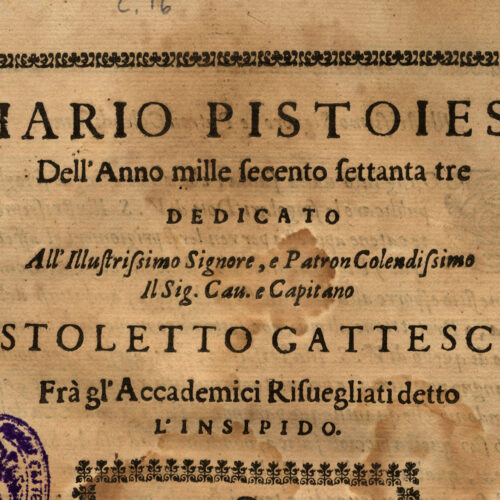 c. 16
IARIO PISTOIES
Dell'Anno mille ſecento ſettanta tre
DEDICATO
All'Illuſtriſſimo Signore, e Patron Colendiſſimo
Il Sig. Cau. e Capitano
STOLETTO GATTESC
Frà gl'Accademici Riſuegliati detto
L'INSIPIDO.